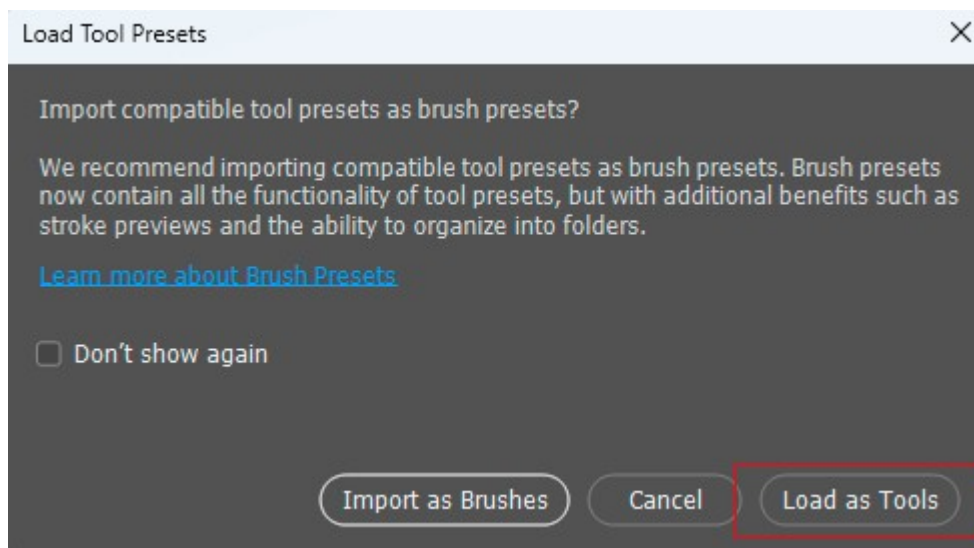 Load Tool Presets
Import compatible tool presets as brush presets?
We recommend importing compatible tool presets as brush presets. Brush presets
now contain all the functionality of tool presets, but with additional benefits such as
stroke previews and the ability to organize into folders.
Learn more about Brush Presets
Don't show again
Import as Brushes Cancel Load as Tools